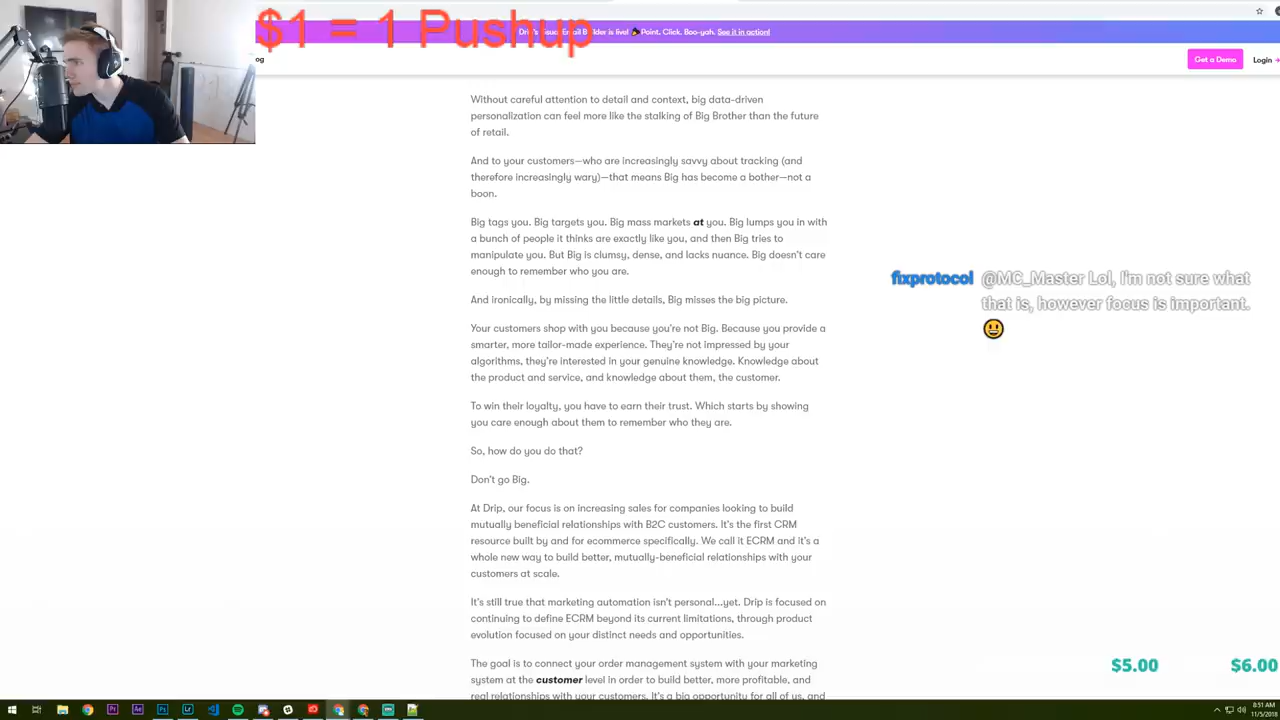 $1 = 1 Pushup
Email Builder is live! Point. Click. Boo-yah. See it in action!
og
Get a Demo
Login
Without careful attention to detail and context, big data-driven
personalization can feel more like the stalking of Big Brother than the future
of retail.
And to your customers—who are increasingly savvy about tracking (and
therefore increasingly wary)—that means Big has become a bother—not a
boon.
Big tags you. Big targets you. Big mass markets at you. Big lumps you in with
a bunch of people it thinks are exactly like you, and then Big tries to
manipulate you. But Big is clumsy, dense, and lacks nuance. Big doesn't care
enough to remember who you are.
And ironically, by missing the little details, Big misses the big picture.
Your customers shop with you because you're not Big. Because you provide a
smarter, more tailor-made experience. They're not impressed by your
algorithms, they're interested in your genuine knowledge. Knowledge about
the product and service, and knowledge about them, the customer.
To win their loyalty, you have to earn their trust. Which starts by showing
you care enough about them to remember who they are.
So, how do you do that?
Don't go Big.
At Drip, our focus is on increasing sales for companies looking to build
mutually beneficial relationships with B2C customers. It's the first CRM
resource built by and for ecommerce specifically. We call it ECRM and it's a
whole new way to build better, mutually-beneficial relationships with your
customers at scale.
It's still true that marketing automation isn't personal...yet. Drip is focused on
continuing to define ECRM beyond its current limitations, through product
evolution focused on your distinct needs and opportunities.
The goal is to connect your order management system with your marketing
system at the customer level in order to build better, more profitable, and
real relationships with your customers. It's a big opportunity for all of us, and
fixprotocol @MC_Master Lol, I'm not sure what
that is, however focus is important.
$5.00
$6.00
8:51 AM
11/5/2018